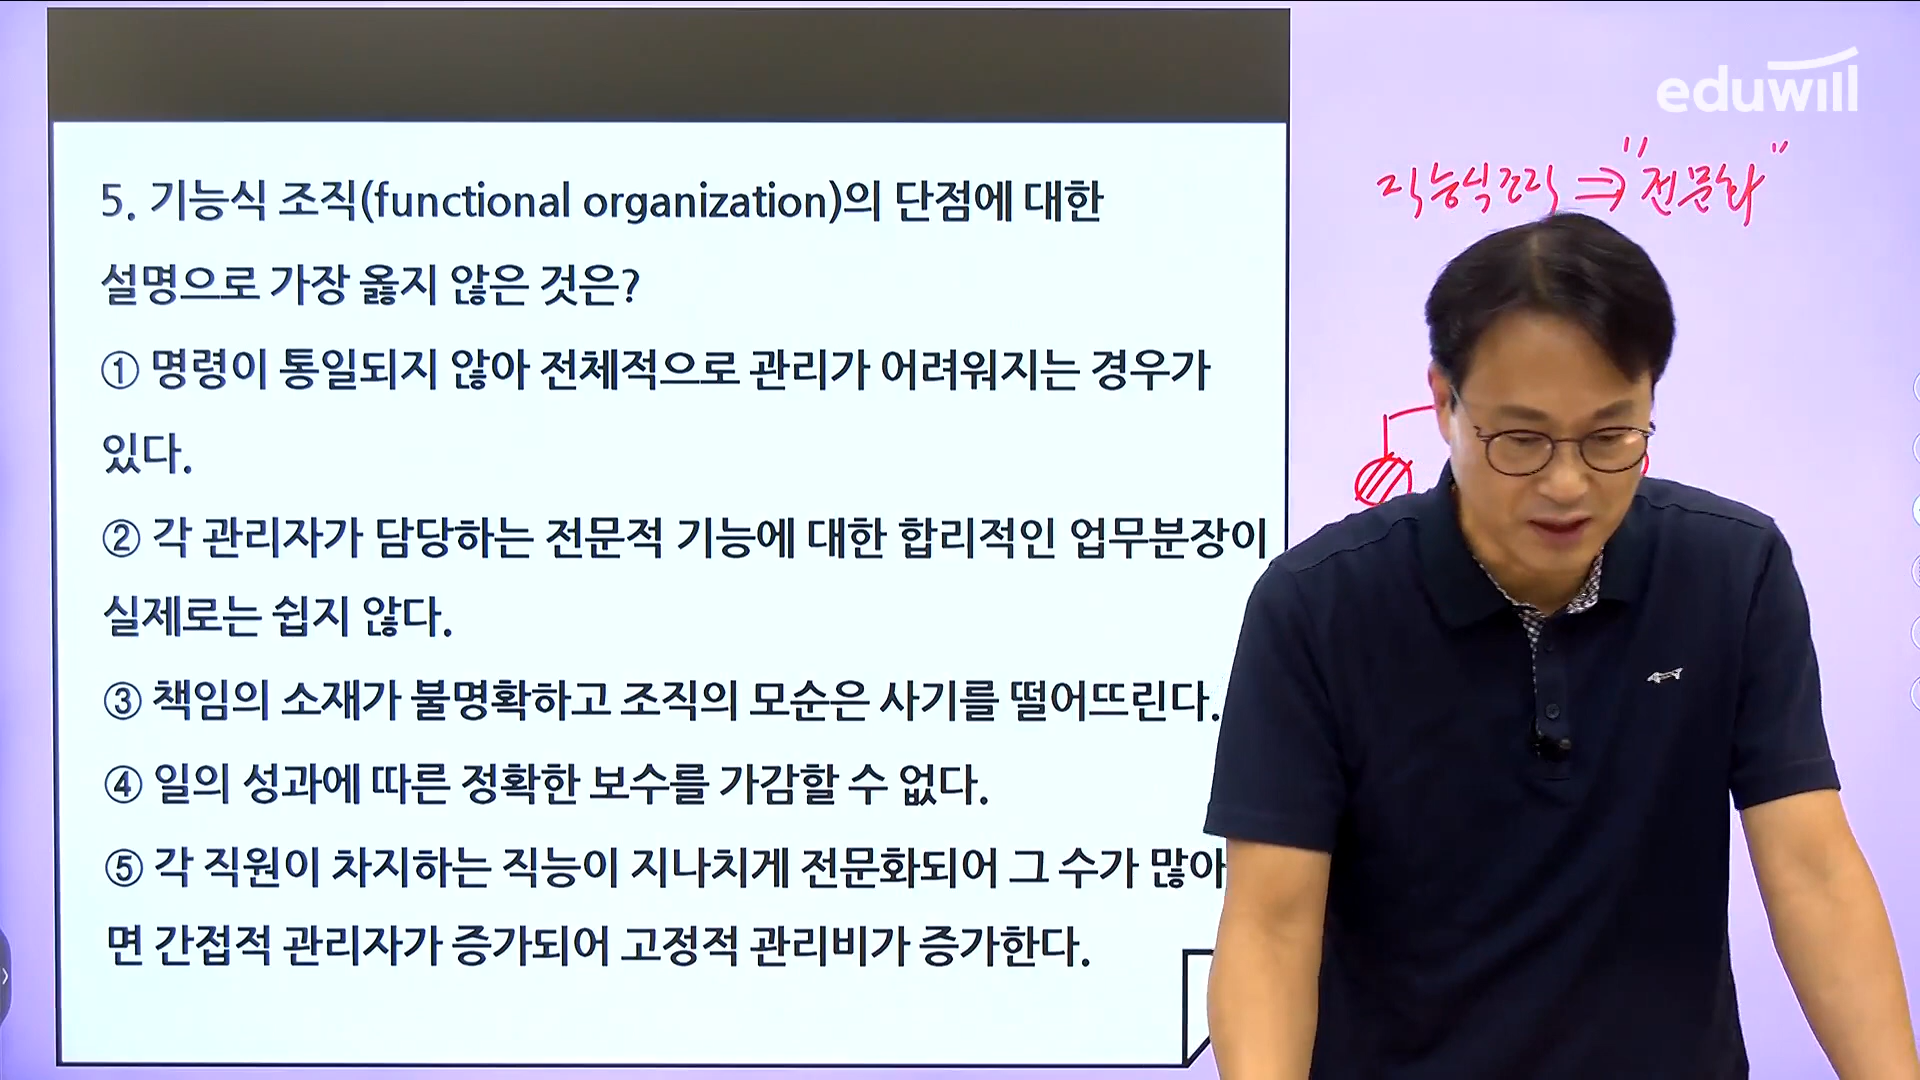 eduwill
직능식 조직 ⇒ "전문화"
5. 기능식 조직(functional organization)의 단점에 대한
설명으로 가장 옳지 않은 것은?
① 명령이 통일되지 않아 전체적으로 관리가 어려워지는 경우가
있다.
② 각 관리자가 담당하는 전문적 기능에 대한 합리적인 업무분장이
실제로는 쉽지 않다.
③ 책임의 소재가 불명확하고 조직의 모순은 사기를 떨어뜨린다.
④ 일의 성과에 따른 정확한 보수를 가감할 수 없다.
⑤ 각 직원이 차지하는 직능이 지나치게 전문화되어 그 수가 많아
면 간접적 관리자가 증가되어 고정적 관리비가 증가한다.